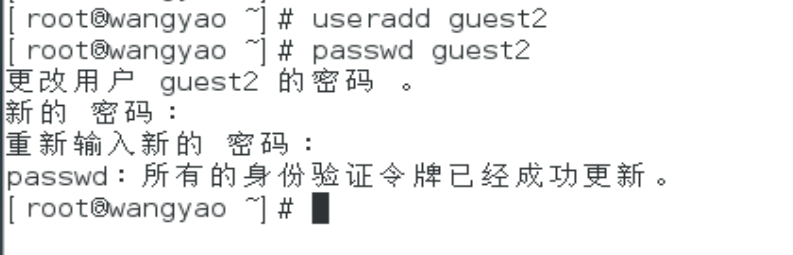 [root@wangyao ~]# useradd guest2
[root@wangyao ~]# passwd guest2
更改用户 guest2 的密码 。
新的 密码：
重新输入新的 密码：
passwd：所有的身份验证令牌已经成功更新。
[root@wangyao ~]#